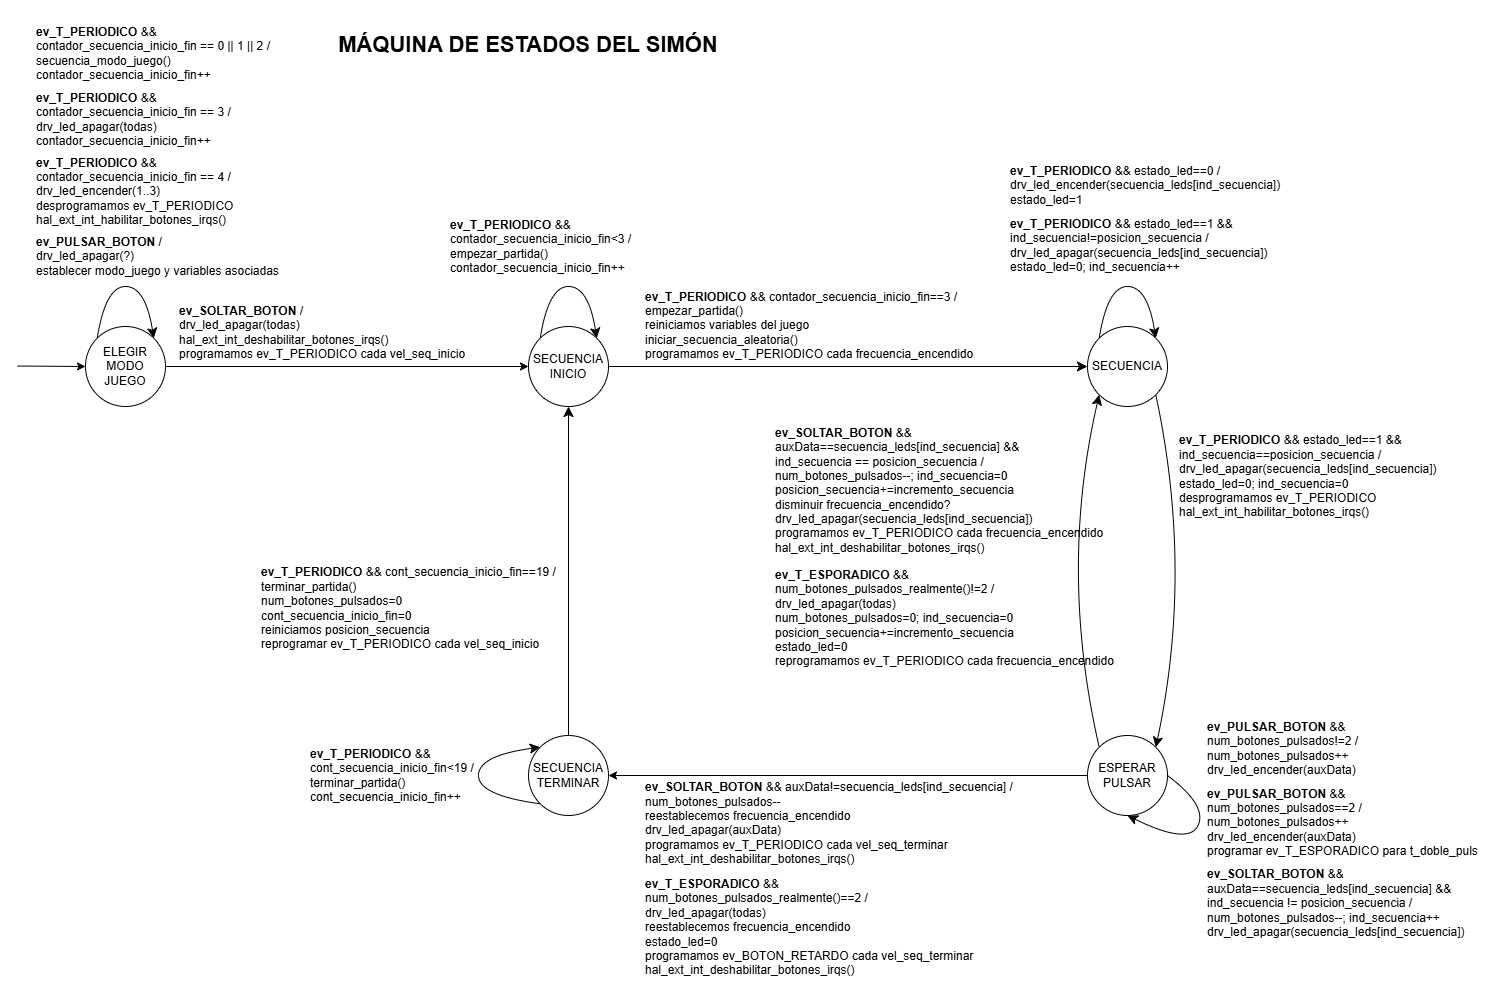 MÁQUINA DE ESTADOS DEL SIMÓN
ev_T_PERIODICO &&
contador_secuencia_inicio_fin == 0 || 1 || 2 /
secuencia_modo_juego()
contador_secuencia_inicio_fin++
ev_T_PERIODICO &&
contador_secuencia_inicio_fin == 3 /
drv_led_apagar(todas)
contador_secuencia_inicio_fin++
ev_T_PERIODICO &&
contador_secuencia_inicio_fin == 4 /
drv_led_encender(1..3)
desprogramamos ev_T_PERIODICO
hal_ext_int_habilitar_botones_irqs()
ev_PULSAR_BOTON /
drv_led_apagar(?)
establecer modo_juego y variables asociadas
ELEGIR
MODO
JUEGO
ev_SOLTAR_BOTON /
drv_led_apagar(todas)
hal_ext_int_deshabilitar_botones_irqs()
programamos ev_T_PERIODICO cada vel_seq_inicio
ev_T_PERIODICO &&
contador_secuencia_inicio_fin<3 /
empezar_partida()
contador_secuencia_inicio_fin++
SECUENCIA
INICIO
ev_T_PERIODICO && contador_secuencia_inicio_fin==3 /
empezar_partida()
reiniciamos variables del juego
iniciar_secuencia_aleatoria()
programamos ev_T_PERIODICO cada frecuencia_encendido
ev_T_PERIODICO && estado_led==0 /
drv_led_encender(secuencia_leds[ind_secuencia])
estado_led=1
ev_T_PERIODICO && estado_led==1 &&
ind_secuencia!=posicion_secuencia /
drv_led_apagar(secuencia_leds[ind_secuencia])
estado_led=0; ind_secuencia++
SECUENCIA
ev_SOLTAR_BOTON &&
auxData==secuencia_leds[ind_secuencia] &&
ind_secuencia == posicion_secuencia /
num_botones_pulsados--; ind_secuencia=0
posicion_secuencia+=incremento_secuencia
disminuir frecuencia_encendido?
drv_led_apagar(secuencia_leds[ind_secuencia])
programamos ev_T_PERIODICO cada frecuencia_encendido
hal_ext_int_deshabilitar_botones_irqs()
ev_T_ESPORADICO &&
num_botones_pulsados_realmente()!=2 /
drv_led_apagar(todas)
num_botones_pulsados=0; ind_secuencia=0
posicion_secuencia+=incremento_secuencia
estado_led=0
reprogramamos ev_T_PERIODICO cada frecuencia_encendido
ev_T_PERIODICO && estado_led==1 &&
ind_secuencia==posicion_secuencia /
drv_led_apagar(secuencia_leds[ind_secuencia])
estado_led=0; ind_secuencia=0
desprogramamos ev_T_PERIODICO
hal_ext_int_habilitar_botones_irqs()
ev_T_PERIODICO && cont_secuencia_inicio_fin==19 /
terminar_partida()
num_botones_pulsados=0
cont_secuencia_inicio_fin=0
reiniciamos posicion_secuencia
reprogramar ev_T_PERIODICO cada vel_seq_inicio
ev_T_PERIODICO &&
cont_secuencia_inicio_fin<19 /
terminar_partida()
cont_secuencia_inicio_fin++
SECUENCIA
TERMINAR
ev_SOLTAR_BOTON && auxData!=secuencia_leds[ind_secuencia] /
num_botones_pulsados--
reestablecemos frecuencia_encendido
drv_led_apagar(auxData)
programamos ev_T_PERIODICO cada vel_seq_terminar
hal_ext_int_deshabilitar_botones_irqs()
ev_T_ESPORADICO &&
num_botones_pulsados_realmente()==2 /
drv_led_apagar(todas)
reestablecemos frecuencia_encendido
estado_led=0
programamos ev_BOTON_RETARDO cada vel_seq_terminar
hal_ext_int_deshabilitar_botones_irqs()
ESPERAR
PULSAR
ev_PULSAR_BOTON &&
num_botones_pulsados!=2 /
num_botones_pulsados++
drv_led_encender(auxData)
ev_PULSAR_BOTON &&
num_botones_pulsados==2 /
num_botones_pulsados++
drv_led_encender(auxData)
programar ev_T_ESPORADICO para t_doble_puls
ev_SOLTAR_BOTON &&
auxData==secuencia_leds[ind_secuencia] &&
ind_secuencia != posicion_secuencia /
num_botones_pulsados--; ind_secuencia++
drv_led_apagar(secuencia_leds[ind_secuencia])